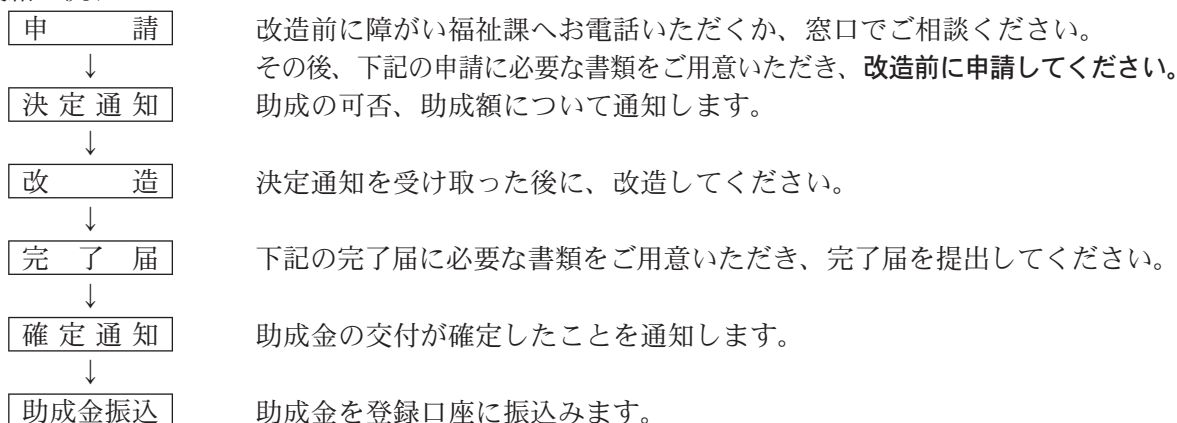 申請 改造前に障がい福祉課へお電話いただくか、窓口でご相談ください。
↓ その後、下記の申請に必要な書類をご用意いただき、改造前に申請してください。
決定通知 助成の可否、助成額について通知します。
↓
改造 決定通知を受け取った後に、改造してください。
↓
完了届 下記の完了届に必要な書類をご用意いただき、完了届を提出してください。
↓
確定通知 助成金の交付が確定したことを通知します。
↓
助成金振込 助成金を登録口座に振込みます。